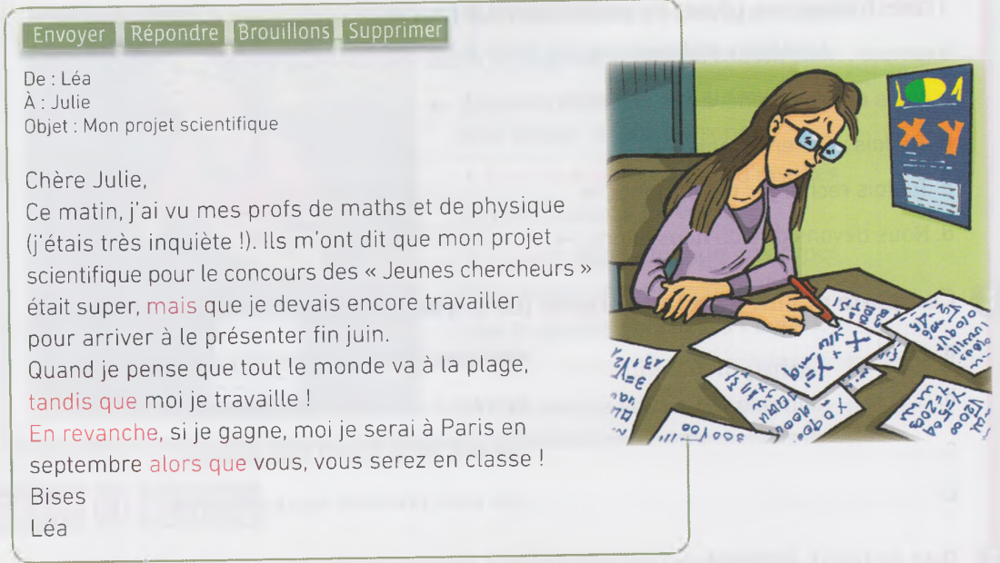 Envoyer Répondre Brouillons Supprimer
De : Léa
À : Julie
Objet : Mon projet scientifique
Chère Julie,
Ce matin, j'ai vu mes profs de maths et de physique
(j'étais très inquiète !). Ils m'ont dit que mon projet
scientifique pour le concours des « Jeunes chercheurs »
était super, mais que je devais encore travailler
pour arriver à le présenter fin juin.
Quand je pense que tout le monde va à la plage,
tandis que moi je travaille !
En revanche, si je gagne, moi je serai à Paris en
septembre alors que vous, vous serez en classe !
Bises
Léa
X Y